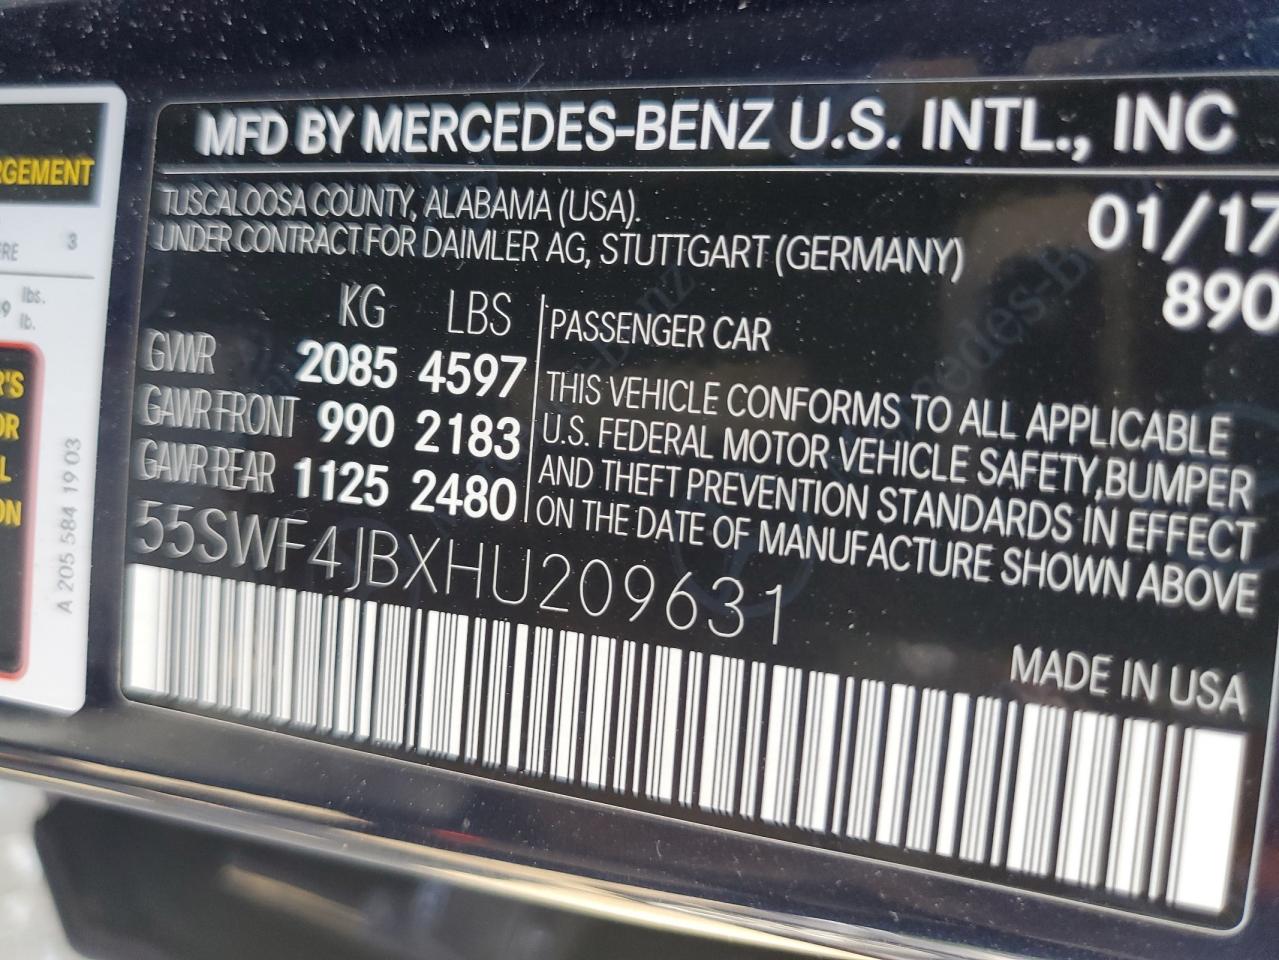 MFD BY MERCEDES-BENZ U.S. INTL., INC
TUSCALOOSA COUNTY, ALABAMA (USA).
UNDER CONTRACT FOR DAIMLER AG, STUTTGART (GERMANY)
01/17
890
KG LBS
GVWR 2085 4597
GAWR FRONT 990 2183
GAWR REAR 1125 2480
PASSENGER CAR
THIS VEHICLE CONFORMS TO ALL APPLICABLE
U.S. FEDERAL MOTOR VEHICLE SAFETY, BUMPER
AND THEFT PREVENTION STANDARDS IN EFFECT
ON THE DATE OF MANUFACTURE SHOWN ABOVE
55SWF4JBXHU209631
MADE IN USA
RGEMENT
3
lbs.
lb.
A 205 584 19 03